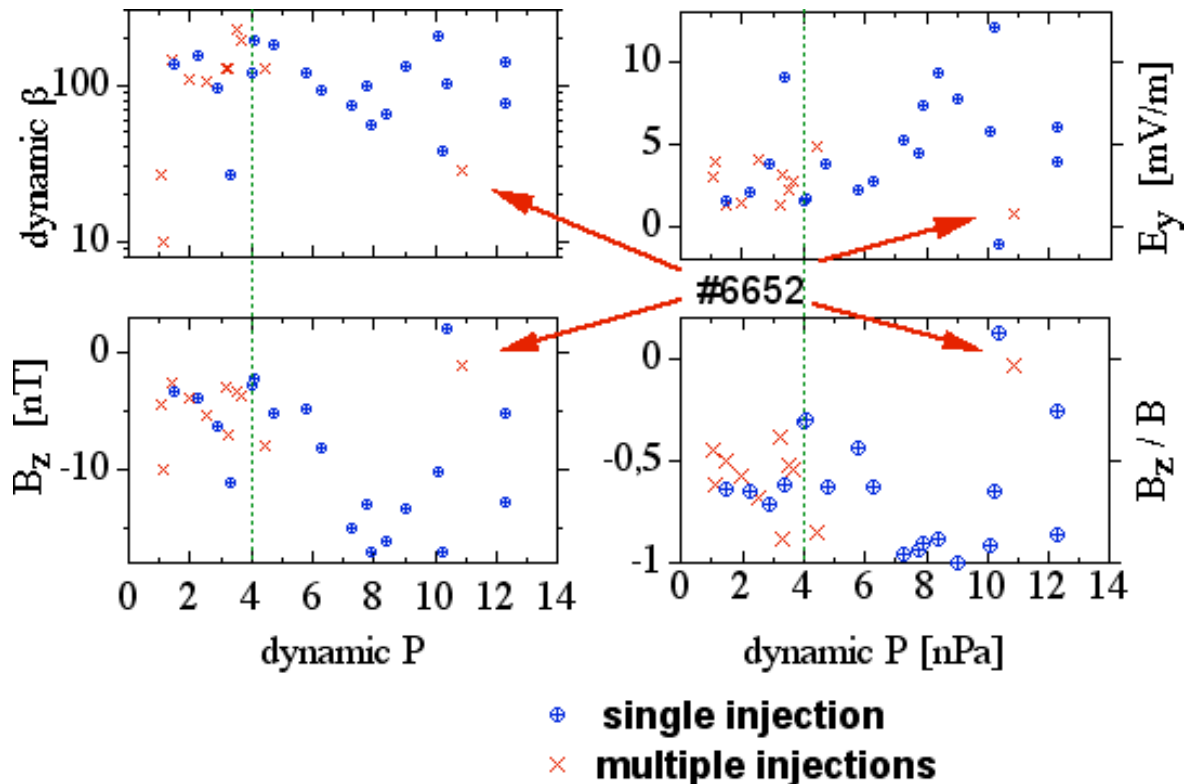 dynamic β
100
10
10
5
0
E_y [mV/m]
#6652
B_z [nT]
0
-10
0
-0,5
-1
B_z / B
0 2 4 6 8 10 12 14
0 2 4 6 8 10 12 14
dynamic P
dynamic P [nPa]
single injection
multiple injections